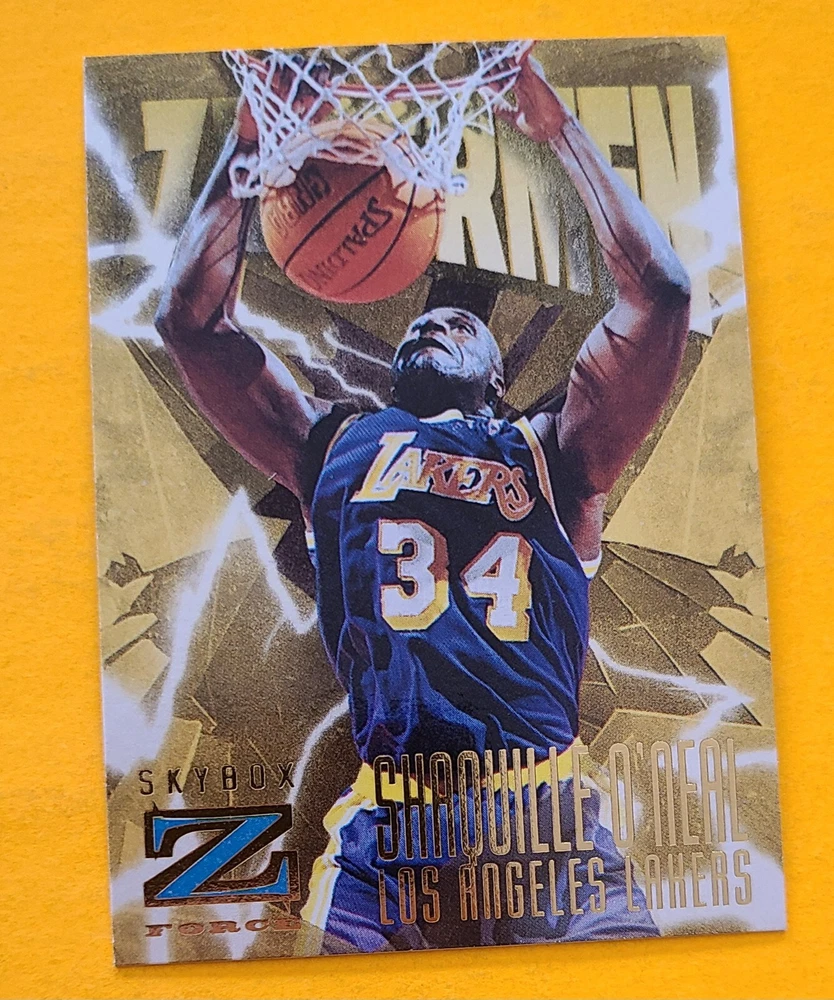 SPALDING
LAKERS
34
SKYBOX
Z
FORCE
SHAQUILLE O'NEAL
LOS ANGELES LAKERS